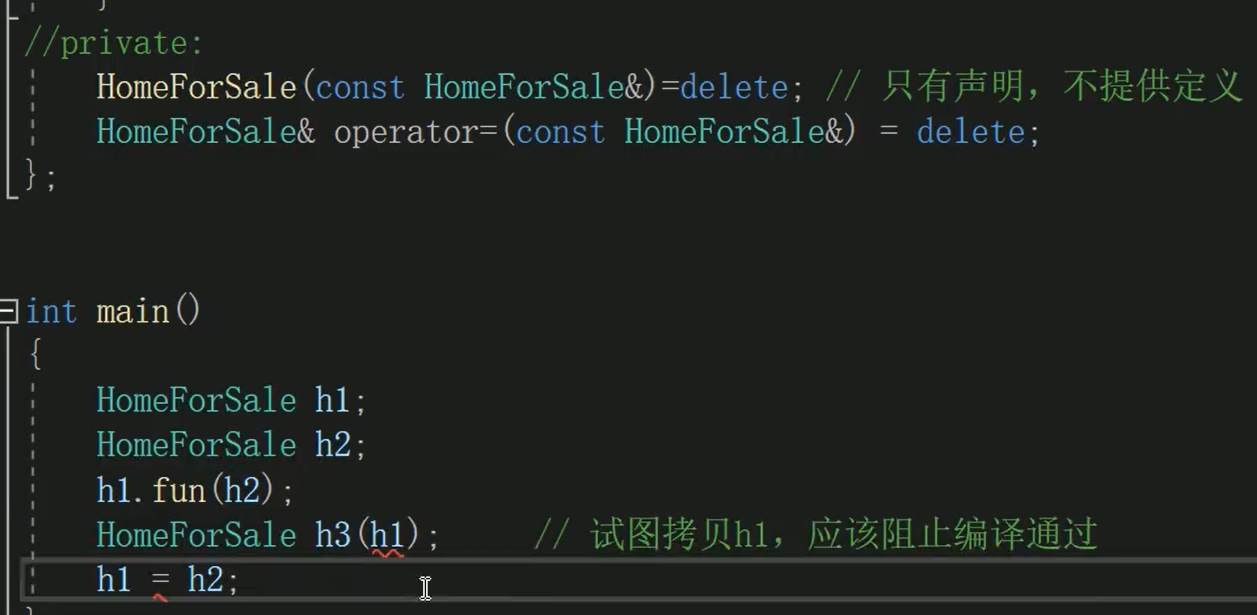 //private:
HomeForSale(const HomeForSale&)=delete; // 只有声明，不提供定义
HomeForSale& operator=(const HomeForSale&) = delete;
};
int main()
{
HomeForSale h1;
HomeForSale h2;
h1.fun(h2);
HomeForSale h3(h1); // 试图拷贝h1，应该阻止编译通过
h1 = h2;